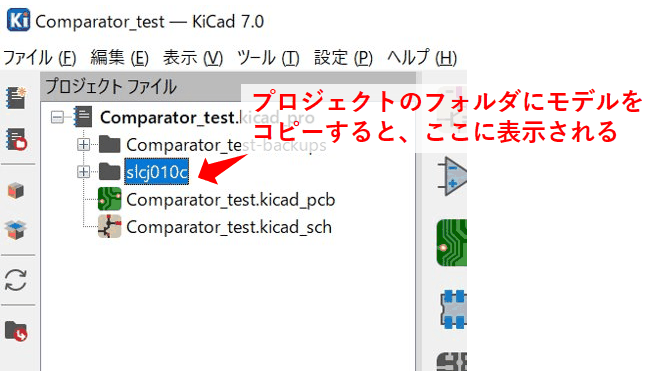 Comparator_test — KiCad 7.0
ファイル (F) 編集 (E) 表示 (V) ツール (T) 設定 (P) ヘルプ (H)
プロジェクト ファイル
プロジェクトのフォルダにモデルを
コピーすると、ここに表示される
Comparator_test.kicad_pro
Comparator_test-backups
slcj010c
Comparator_test.kicad_pcb
Comparator_test.kicad_sch